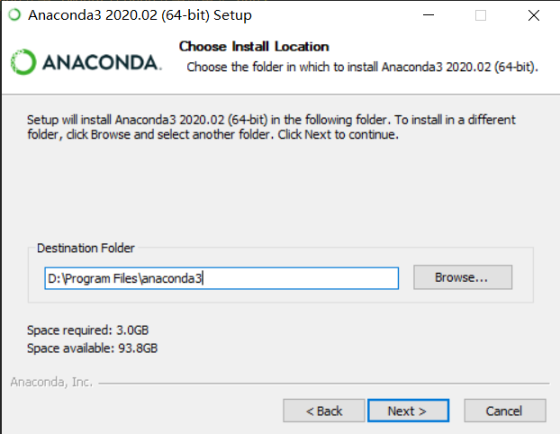 Anaconda3 2020.02 (64-bit) Setup
Choose Install Location
Choose the folder in which to install Anaconda3 2020.02 (64-bit).
ANACONDA.
Setup will install Anaconda3 2020.02 (64-bit) in the following folder. To install in a different
folder, click Browse and select another folder. Click Next to continue.
Destination Folder
D:\Program Files\anaconda3
Browse...
Space required: 3.0GB
Space available: 93.8GB
Anaconda, Inc.
< Back
Next >
Cancel